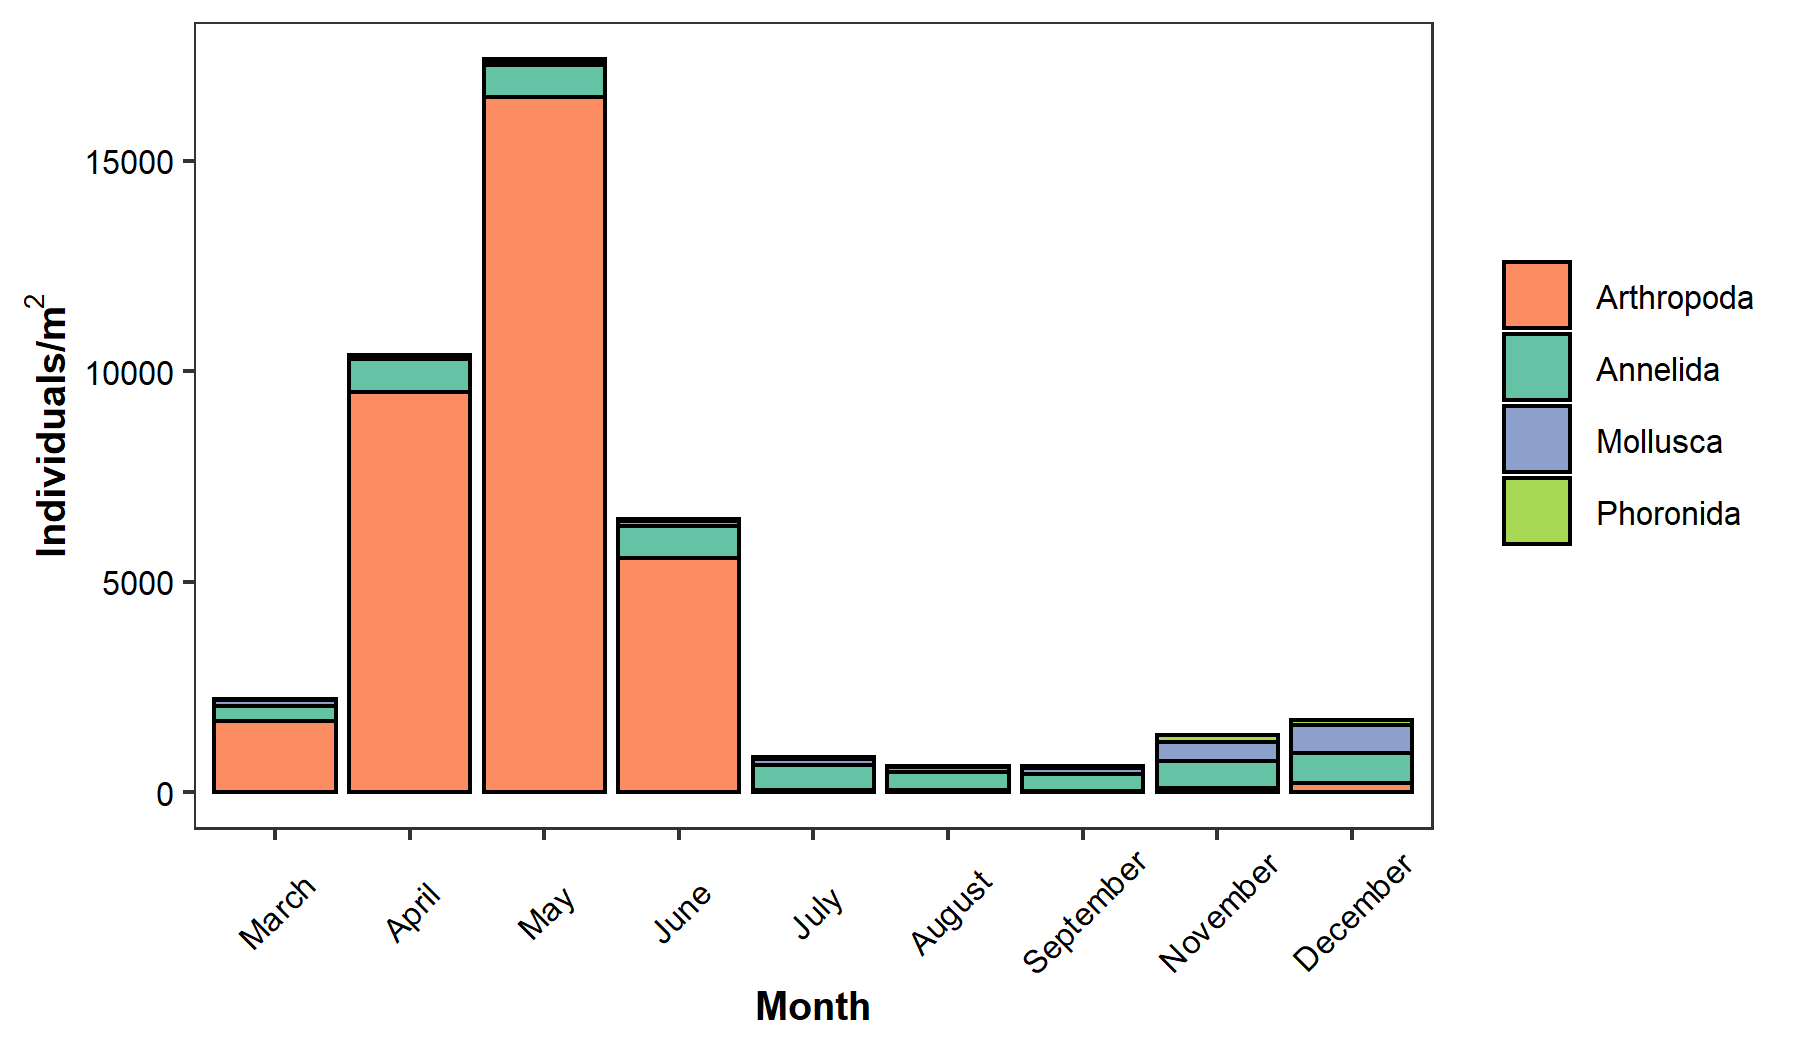 Individuals/m²
15000
10000
5000
0
March
April
May
June
July
August
September
November
December
Month
Arthropoda
Annelida
Mollusca
Phoronida